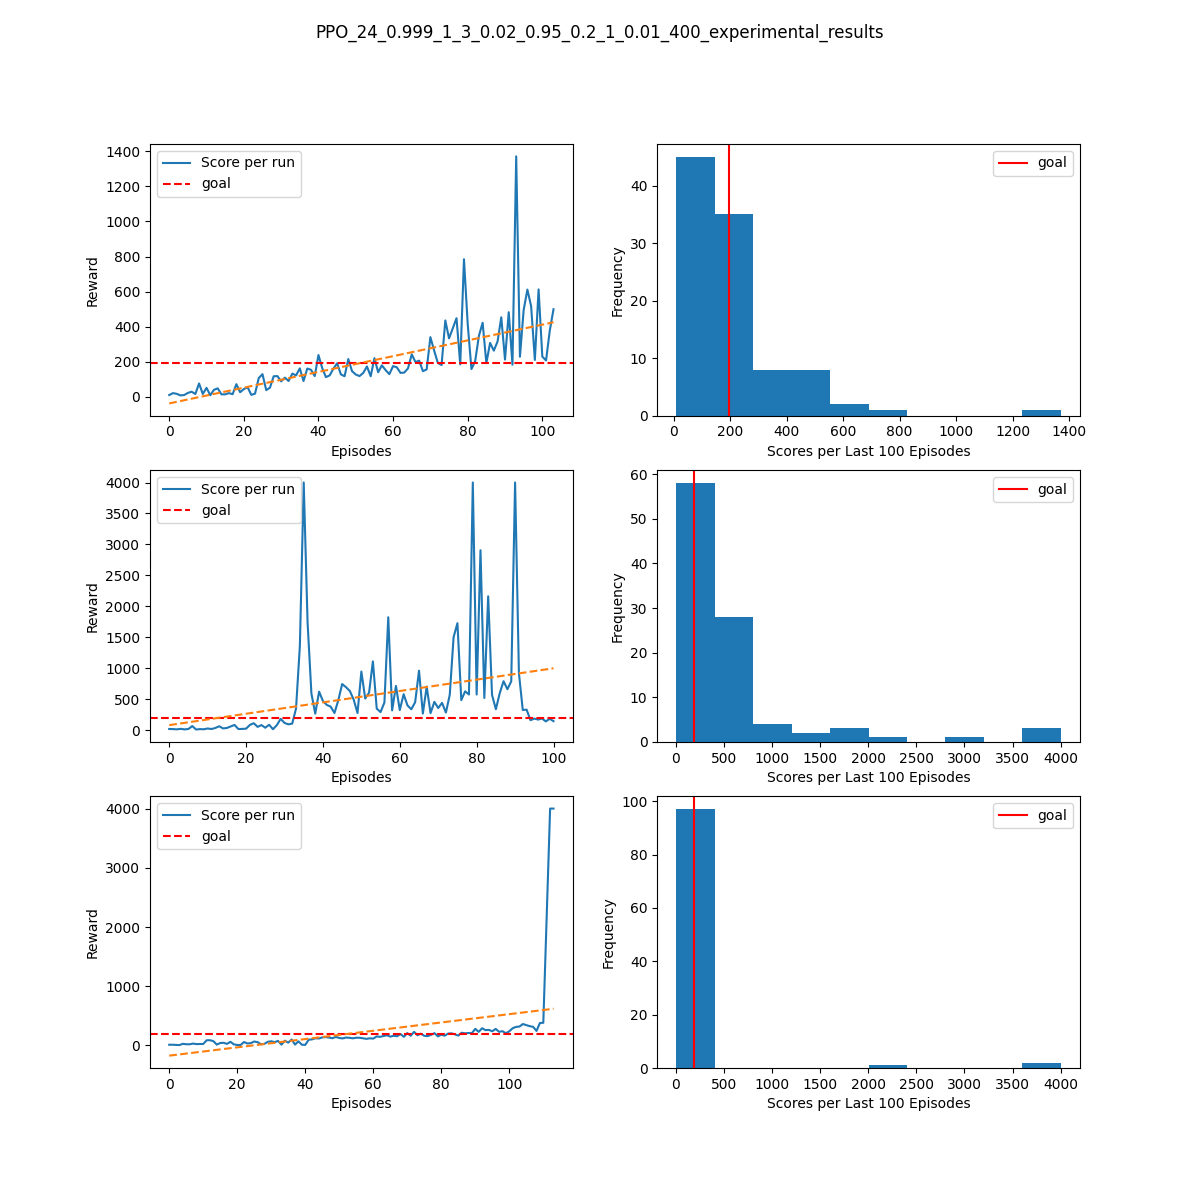 PPO_24_0.999_1_3_0.02_0.95_0.2_1_0.01_400_experimental_results
1400
1200
1000
800
600
400
200
0
Reward
Score per run
goal
0 20 40 60 80 100
Episodes
40
30
20
10
0
Frequency
goal
0 200 400 600 800 1000 1200 1400
Scores per Last 100 Episodes
4000
3500
3000
2500
2000
1500
1000
500
0
Reward
Score per run
goal
0 20 40 60 80 100
Episodes
60
50
40
30
20
10
0
Frequency
goal
0 500 1000 1500 2000 2500 3000 3500 4000
Scores per Last 100 Episodes
4000
3000
2000
1000
0
Reward
Score per run
goal
0 20 40 60 80 100
Episodes
100
80
60
40
20
0
Frequency
goal
0 500 1000 1500 2000 2500 3000 3500 4000
Scores per Last 100 Episodes